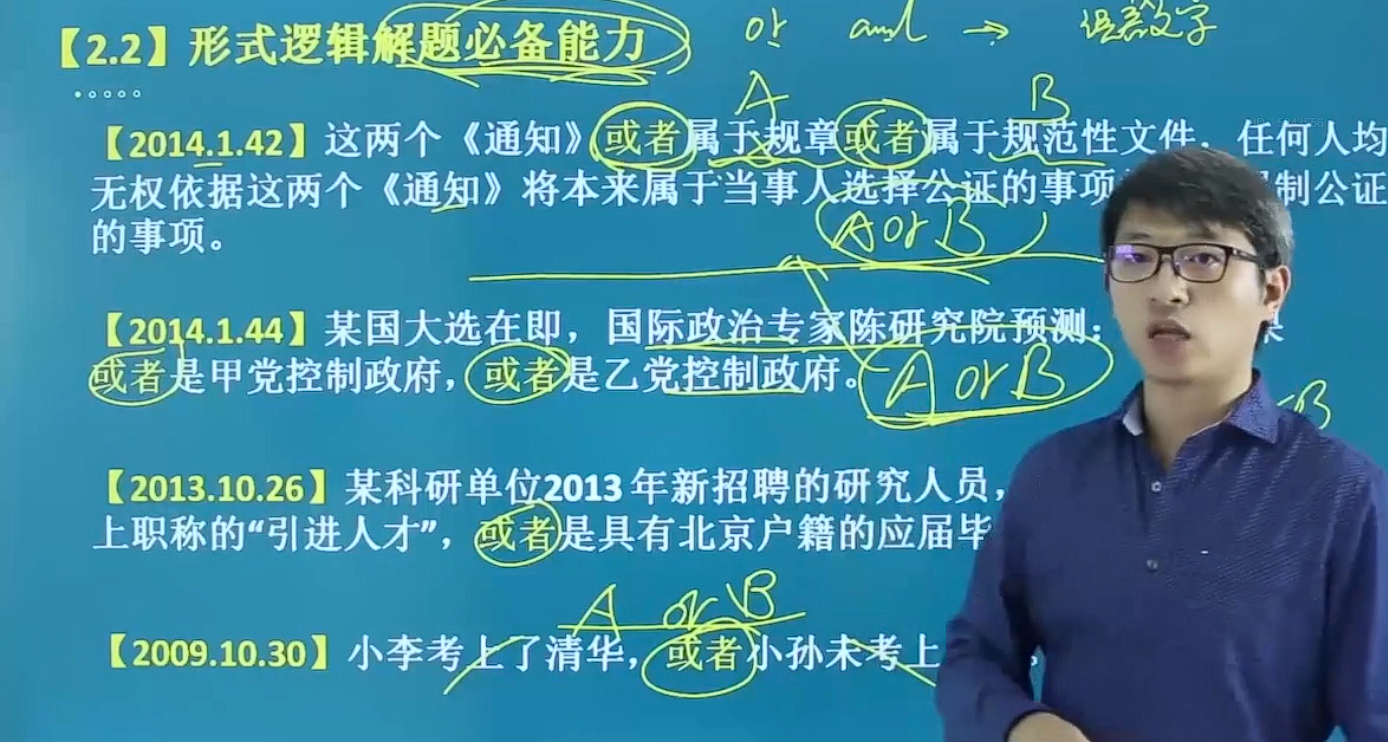 【2.2】形式逻辑解题必备能力
or and →
A B
【2014.1.42】这两个《通知》或者属于规章或者属于规范性文件，任何人均
无权依据这两个《通知》将本来属于当事人选择公证的事项 制公证
的事项。
A or B
【2014.1.44】某国大选在即，国际政治专家陈研究院预测：
或者是甲党控制政府，或者是乙党控制政府。
A or B
B
【2013.10.26】某科研单位2013年新招聘的研究人员，
上职称的“引进人才”，或者是具有北京户籍的应届毕
A or B
【2009.10.30】小李考上了清华，或者小孙未考上